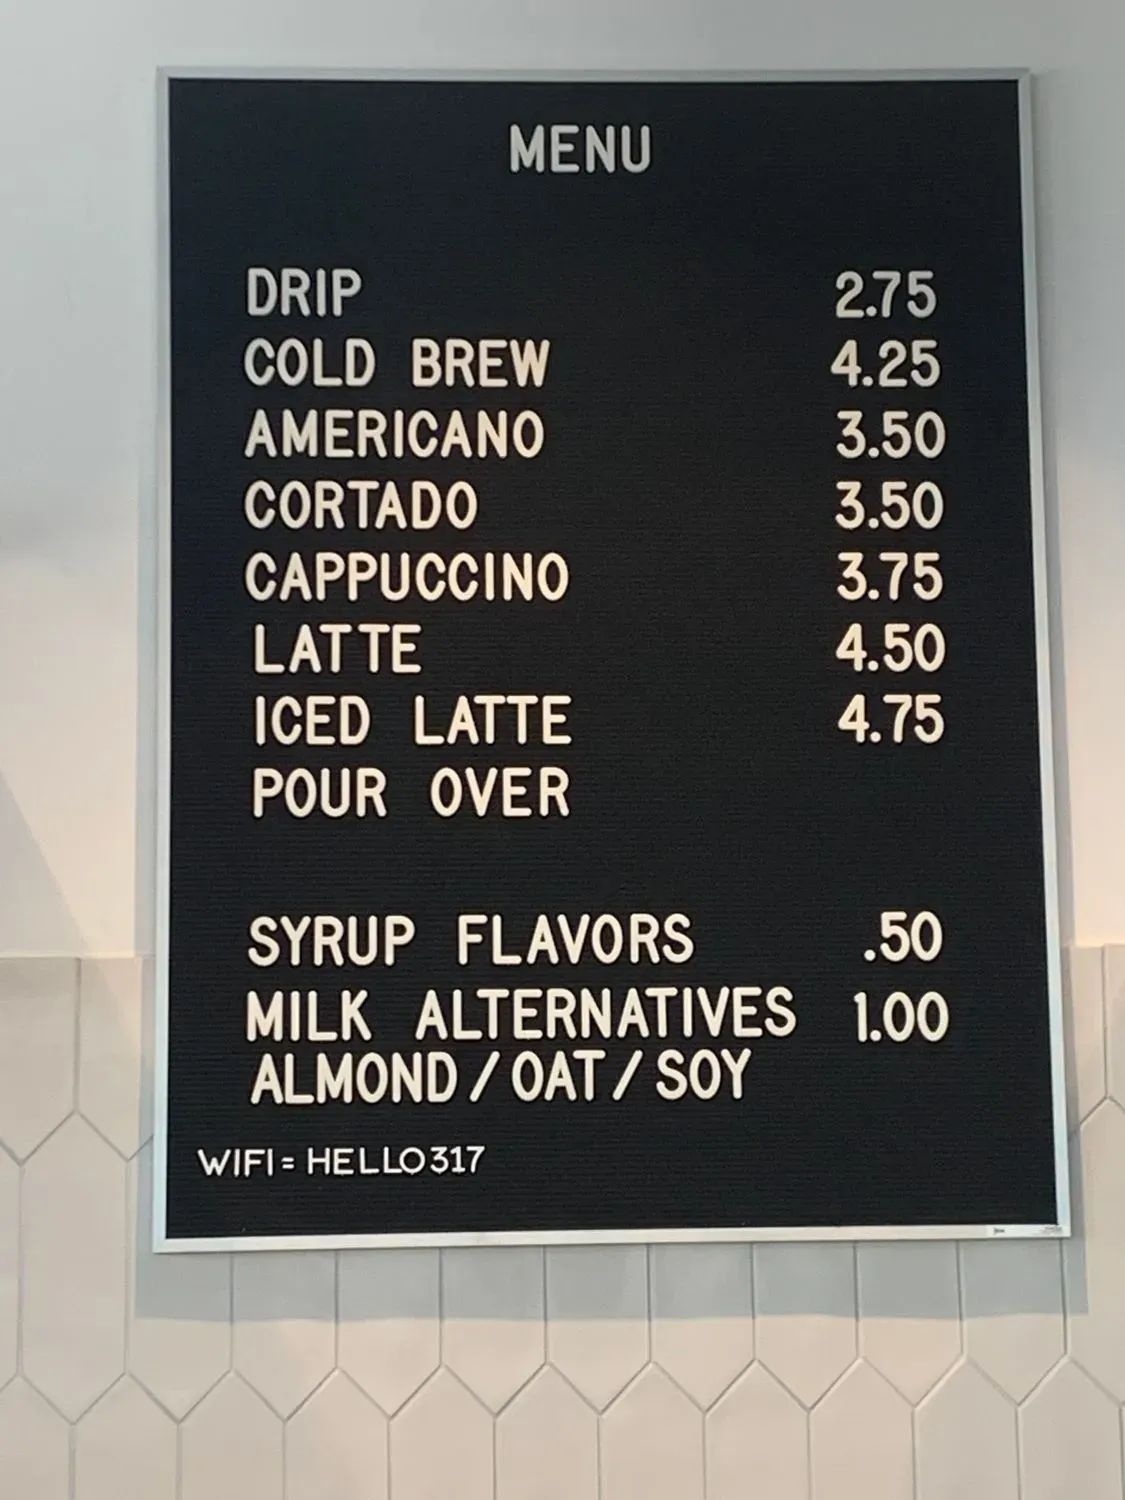 MENU
DRIP 2.75
COLD BREW 4.25
AMERICANO 3.50
CORTADO 3.50
CAPPUCCINO 3.75
LATTE 4.50
ICED LATTE 4.75
POUR OVER
SYRUP FLAVORS .50
MILK ALTERNATIVES 1.00
ALMOND/OAT/SOY
WIFI= HELLO317